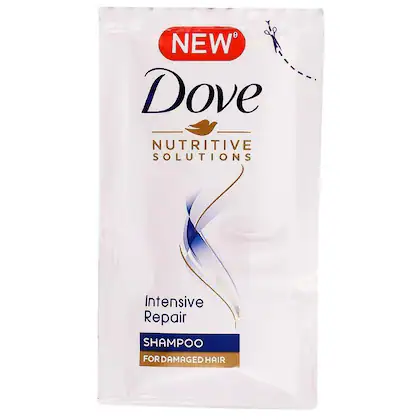 NEW
Dove
NUTRITIVE
SOLUTIONS
Intensive
Repair
SHAMPOO
FOR DAMAGED HAIR